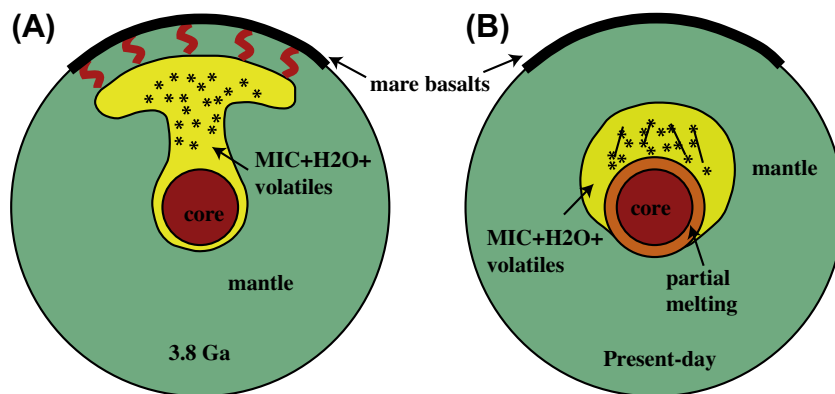 (A)
(B)
mare basalts
MIC+H2O+
volatiles
core
mantle
3.8 Ga
mantle
core
MIC+H2O+
volatiles
partial
melting
Present-day